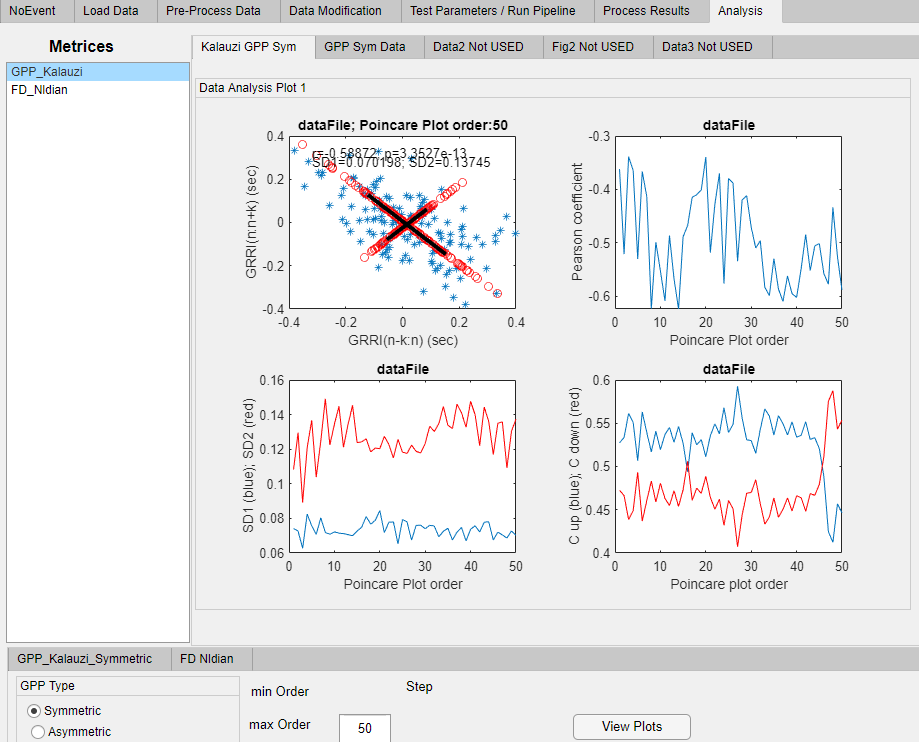 NoEvent Load Data Pre-Process Data Data Modification Test Parameters / Run Pipeline Process Results Analysis
Metrices
GPP_Kalauzi
FD_NIdian
Kalauzi GPP Sym GPP Sym Data Data2 Not USED Fig2 Not USED Data3 Not USED
Data Analysis Plot 1
dataFile; Poincare Plot order:50
r=-0.58872, p=3.3527e-13
SD1=0.070198; SD2=0.13745
0.4
0.2
0
-0.2
-0.4
GRRI(n:n+k) (sec)
-0.4 -0.2 0 0.2 0.4
GRRI(n-k:n) (sec)
dataFile
-0.3
-0.4
-0.5
-0.6
Pearson coefficient
0 10 20 30 40 50
Poincare Plot order
dataFile
0.16
0.14
0.12
0.1
0.08
0.06
SD1 (blue); SD2 (red)
0 10 20 30 40 50
Poincare Plot order
dataFile
0.6
0.55
0.5
0.45
0.4
C up (blue); C down (red)
0 10 20 30 40 50
Poincare plot order
GPP_Kalauzi_Symmetric FD NIdian
GPP Type
Symmetric
Asymmetric
min Order
Step
max Order
50
View Plots